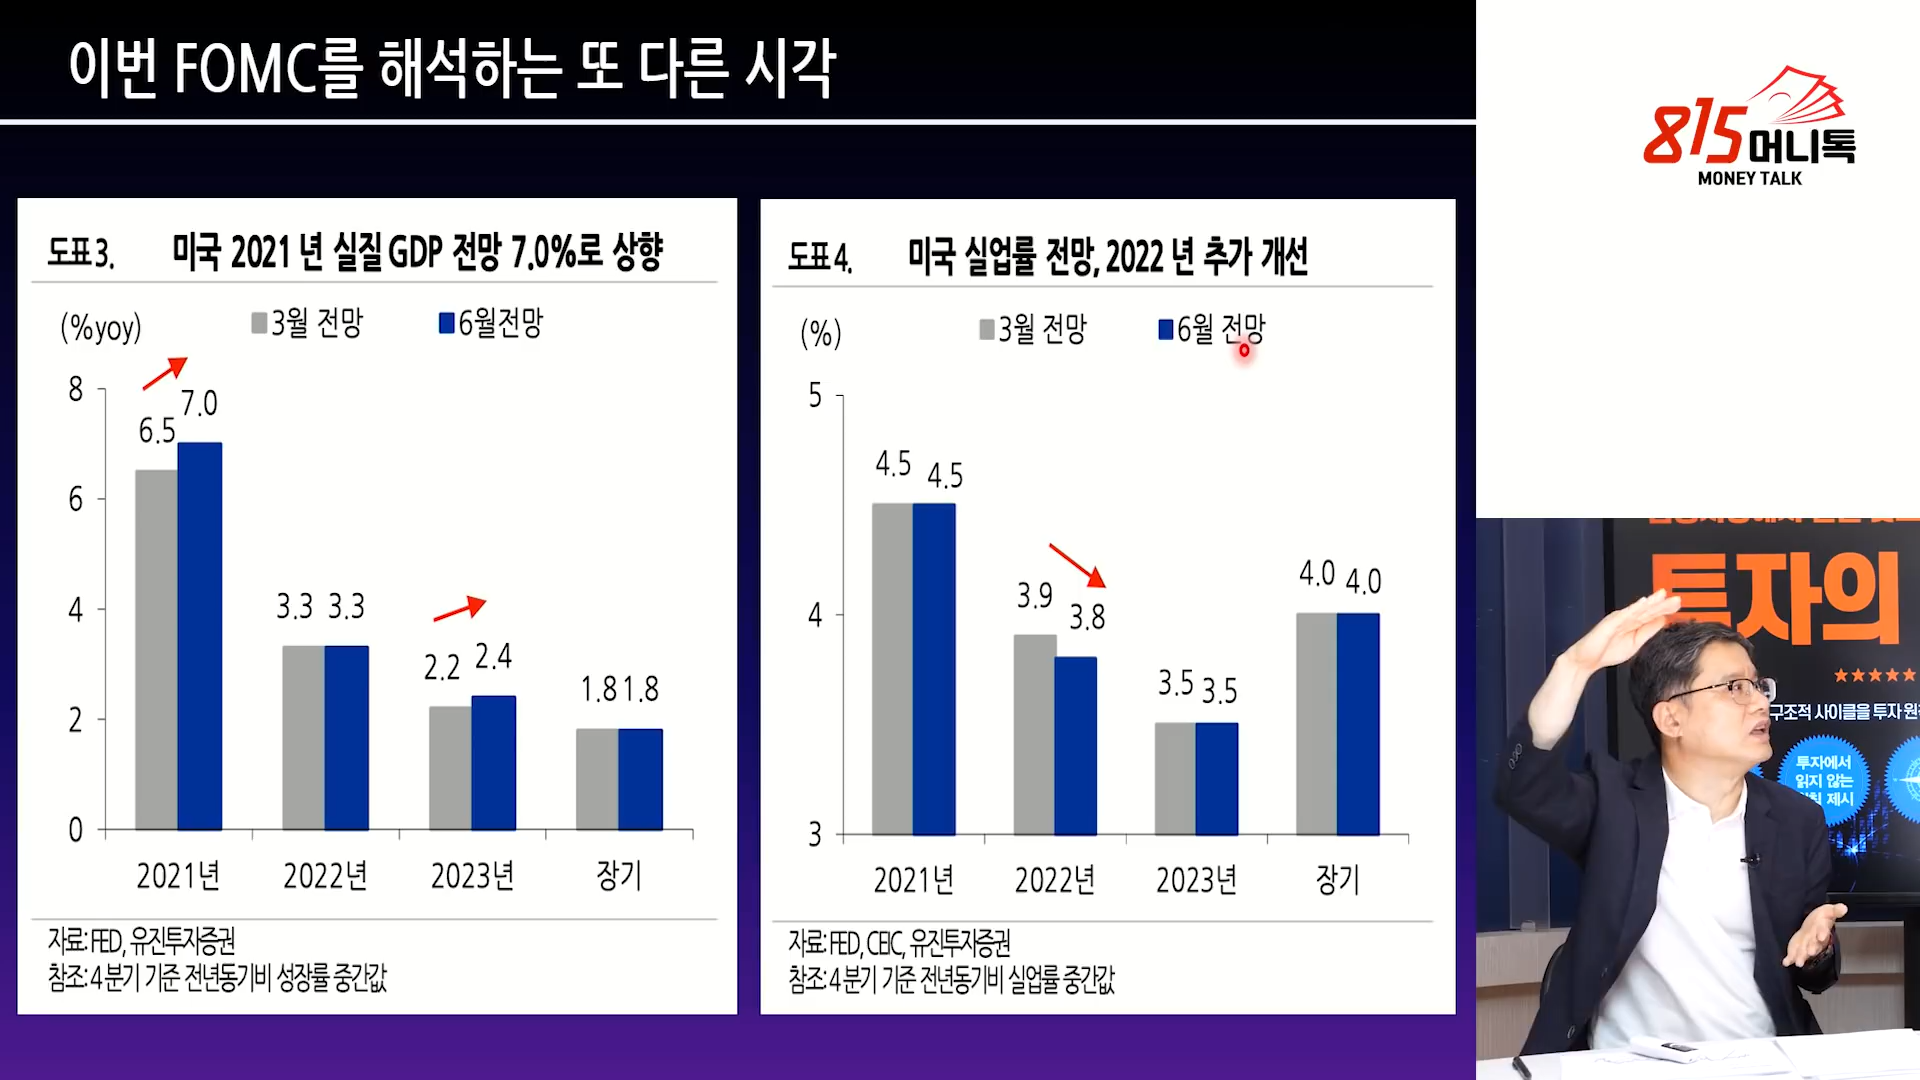 이번 FOMC를 해석하는 또 다른 시각
815머니톡
MONEY TALK
도표 3. 미국 2021 년 실질 GDP 전망 7.0%로 상향
(%yoy)
3월 전망 6월전망
8
6
4
2
0
6.5 7.0
3.3 3.3
2.2 2.4
1.8 1.8
2021년 2022년 2023년 장기
자료: FED, 유진투자증권
참조: 4 분기 기준 전년동기비 성장률 중간값
도표 4. 미국 실업률 전망, 2022 년 추가 개선
(%)
3월 전망 6월 전망
5
4
3
4.5 4.5
3.9 3.8
3.5 3.5
4.0 4.0
2021년 2022년 2023년 장기
자료: FED, CEIC, 유진투자증권
참조: 4 분기 기준 전년동기비 실업률 중간값
투자의
구조적 사이클을 투자 원
투자에서
읽지 않는
제시